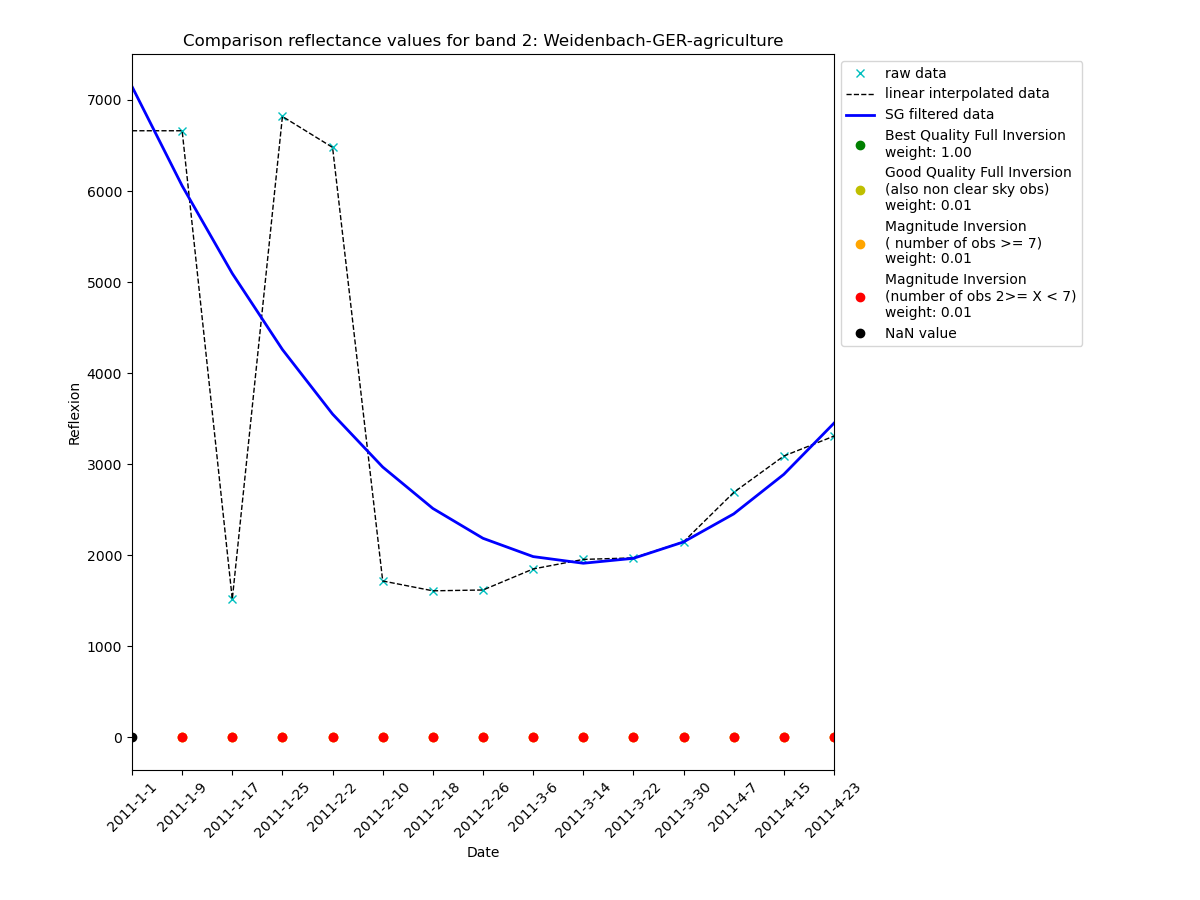 Comparison reflectance values for band 2: Weidenbach-GER-agriculture
raw data
linear interpolated data
SG filtered data
Best Quality Full Inversion
weight: 1.00
Good Quality Full Inversion
(also non clear sky obs)
weight: 0.01
Magnitude Inversion
( number of obs >= 7)
weight: 0.01
Magnitude Inversion
(number of obs 2>= X < 7)
weight: 0.01
NaN value
Reflexion
7000
6000
5000
4000
3000
2000
1000
0
2011-1-1
2011-1-9
2011-1-17
2011-1-25
2011-2-2
2011-2-10
2011-2-18
2011-2-26
2011-3-6
2011-3-14
2011-3-22
2011-3-30
2011-4-7
2011-4-15
2011-4-23
Date